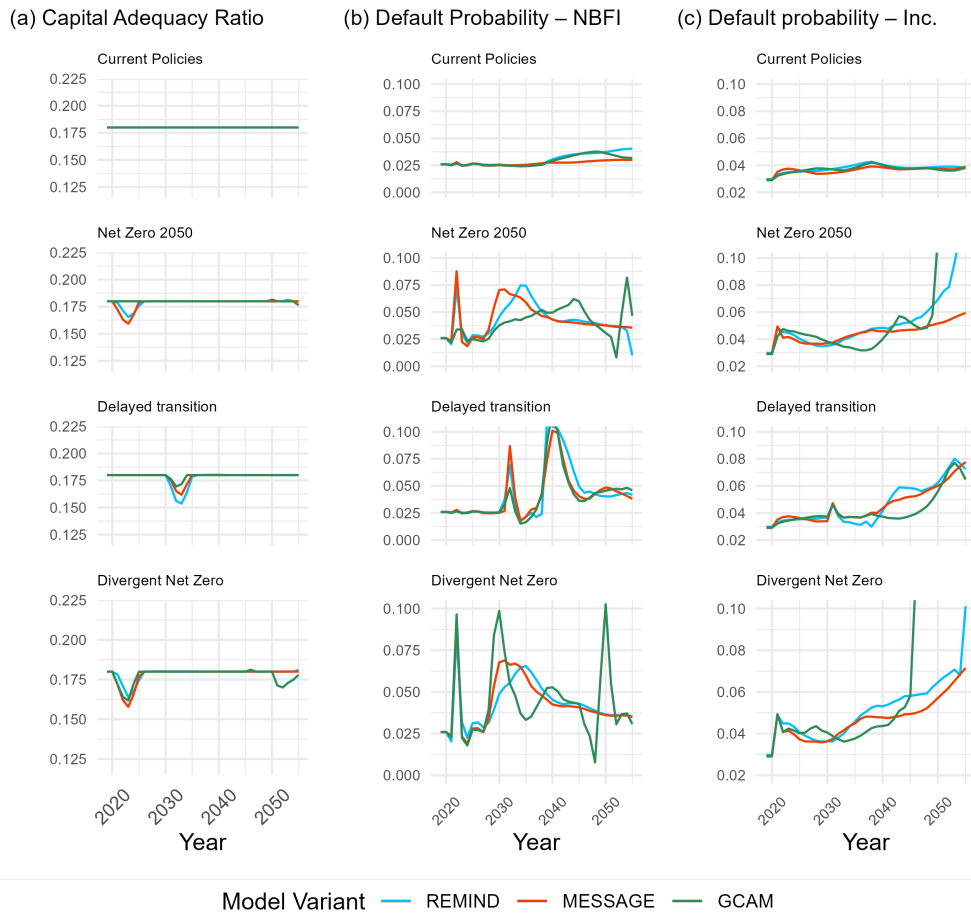 (a) Capital Adequacy Ratio
(b) Default Probability – NBFI
(c) Default probability – Inc.
Current Policies
0.225
0.200
0.175
0.150
0.125
Current Policies
0.100
0.075
0.050
0.025
0.000
Current Policies
0.10
0.08
0.06
0.04
0.02
Net Zero 2050
0.225
0.200
0.175
0.150
0.125
Net Zero 2050
0.100
0.075
0.050
0.025
0.000
Net Zero 2050
0.10
0.08
0.06
0.04
0.02
Delayed transition
0.225
0.200
0.175
0.150
0.125
Delayed transition
0.100
0.075
0.050
0.025
0.000
Delayed transition
0.10
0.08
0.06
0.04
0.02
Divergent Net Zero
0.225
0.200
0.175
0.150
0.125
2020 2030 2040 2050
Year
Divergent Net Zero
0.100
0.075
0.050
0.025
0.000
2020 2030 2040 2050
Year
Divergent Net Zero
0.10
0.08
0.06
0.04
0.02
2020 2030 2040 2050
Year
Model Variant REMIND MESSAGE GCAM